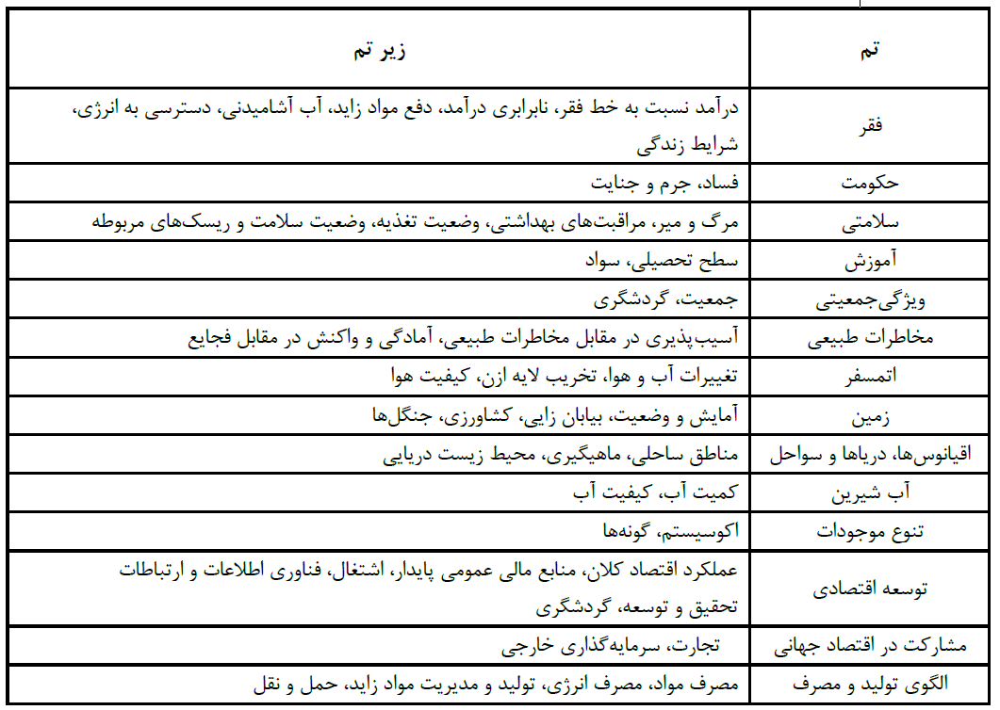 تم
زیر تم
فقر
درآمد نسبت به خط فقر، نابرابری درآمد، دفع مواد زاید، آب آشامیدنی، دسترسی به انرژی،
شرایط زندگی
حکومت
فساد، جرم و جنایت
سلامتی
مرگ و میر، مراقبت‌های بهداشتی، وضعیت تغذیه، وضعیت سلامت و ریسک‌های مربوطه
آموزش
سطح تحصیلی، سواد
ویژگی‌جمعیتی
جمعیت، گردشگری
مخاطرات طبیعی
آسیب‌پذیری در مقابل مخاطرات طبیعی، آمادگی و واکنش در مقابل فجایع
اتمسفر
تغییرات آب و هوا، تخریب لایه ازن، کیفیت هوا
زمین
آمایش و وضعیت، بیابان زایی، کشاورزی، جنگل‌ها
اقیانوس‌ها، دریاها و سواحل
مناطق ساحلی، ماهیگیری، محیط زیست دریایی
آب شیرین
کمیت آب، کیفیت آب
تنوع موجودات
اکوسیستم، گونه‌ها
توسعه اقتصادی
عملکرد اقتصاد کلان، منابع مالی عمومی پایدار، اشتغال، فناوری اطلاعات و ارتباطات
تحقیق و توسعه، گردشگری
مشارکت در اقتصاد جهانی
تجارت، سرمایه‌گذاری خارجی
الگوی تولید و مصرف
مصرف مواد، مصرف انرژی، تولید و مدیریت مواد زاید، حمل و نقل